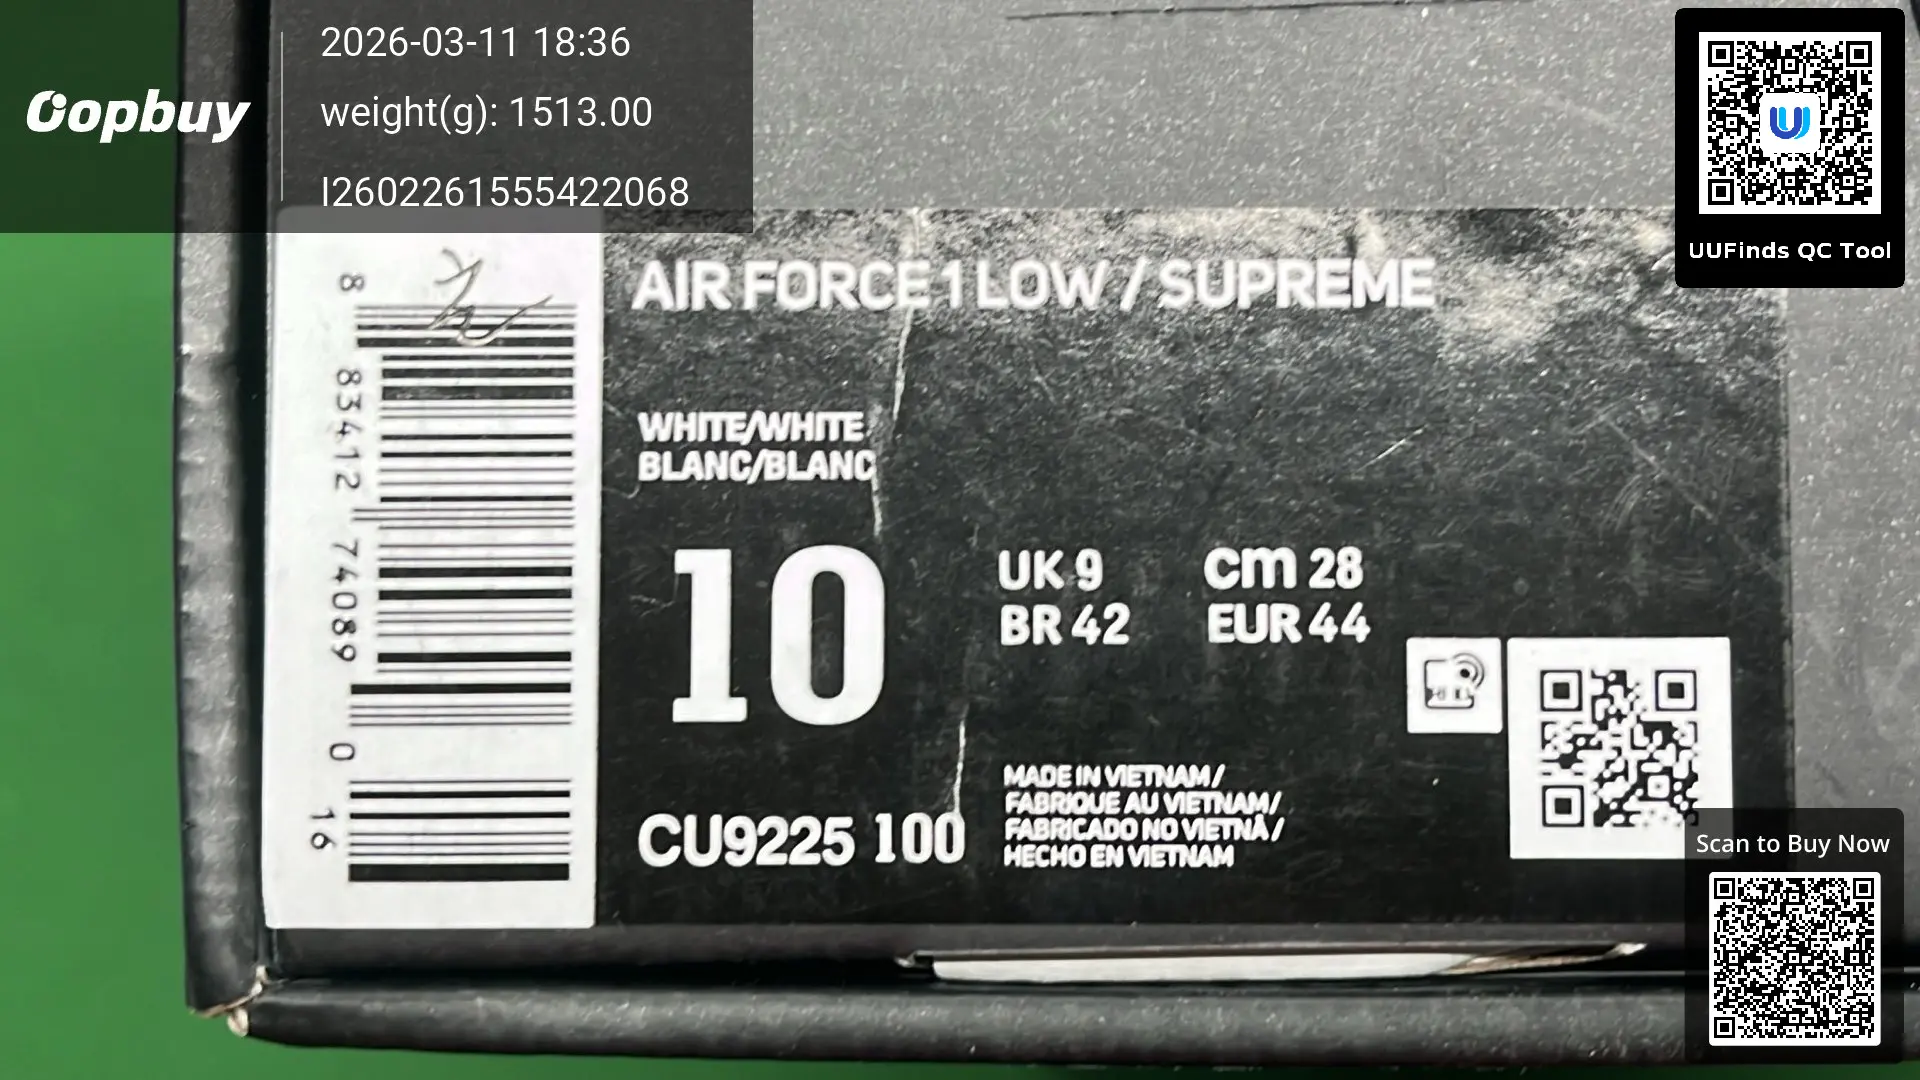 Oopbuy
2026-03-11 18:36
weight(g): 1513.00
I2602261555422068
UUFinds QC Tool
AIR FORCE 1 LOW / SUPREME
WHITE/WHITE
BLANC/BLANC
10
UK 9
cm 28
BR 42
EUR 44
CU9225 100
MADE IN VIETNAM /
FABRIQUE AU VIETNAM /
FABRICADO NO VIETNÃ /
HECHO EN VIETNAM
8 83412 74089 0
16
Scan to Buy Now